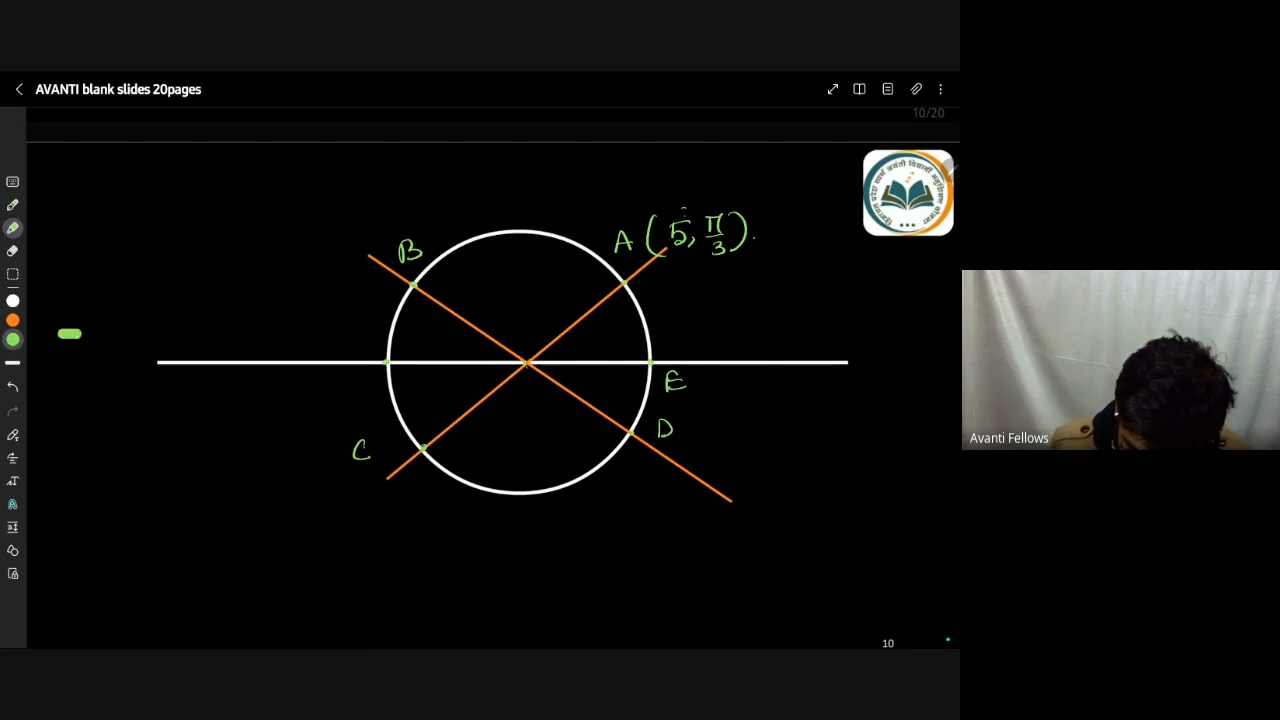 AVANTI blank slides 20pages
10/20
B
A (5, π/3).
E
D
C
Avanti Fellows
10